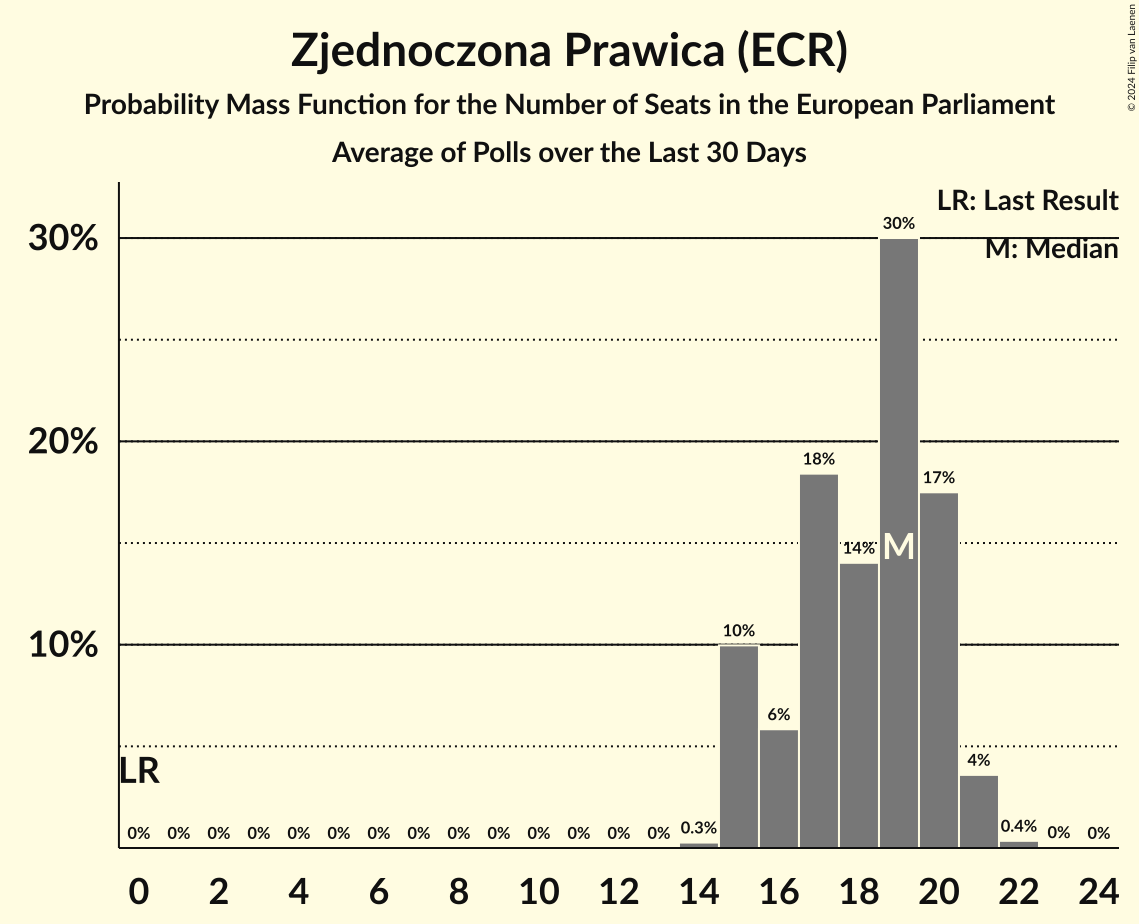 Zjednoczona Prawica (ECR)
Probability Mass Function for the Number of Seats in the European Parliament
Average of Polls over the Last 30 Days
© 2024 Filip van Laenen
LR: Last Result
M: Median
30%
20%
10%
30%
18%
17%
14%
M
10%
6%
4%
LR
0% 0% 0% 0% 0% 0% 0% 0% 0% 0% 0% 0% 0% 0% 0.3% 0.4% 0% 0%
0 2 4 6 8 10 12 14 16 18 20 22 24